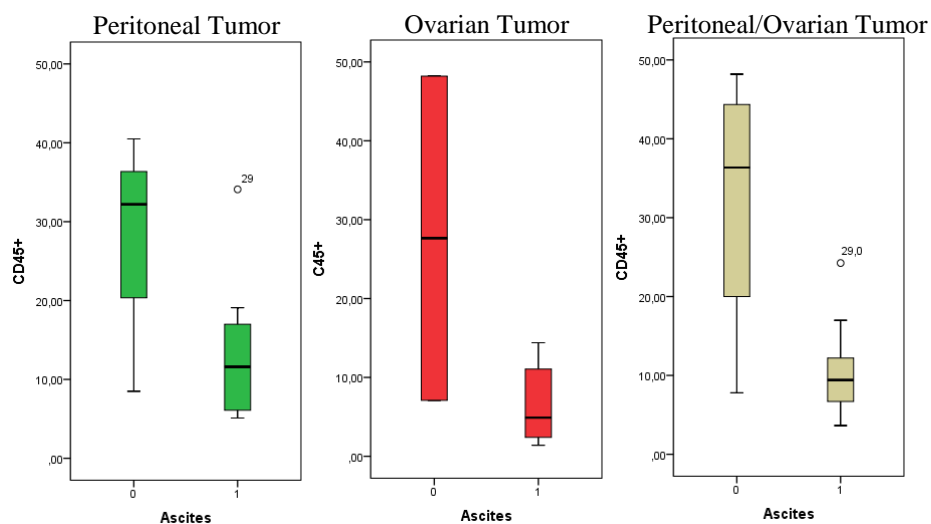 Peritoneal Tumor
50,00
40,00
30,00
20,00
10,00
,00
CD45+
29
0
1
Ascites
Ovarian Tumor
50,00
40,00
30,00
20,00
10,00
,00
C45+
0
1
Ascites
Peritoneal/Ovarian Tumor
50,00
40,00
30,00
20,00
10,00
,00
CD45+
29,0
0
1
Ascites